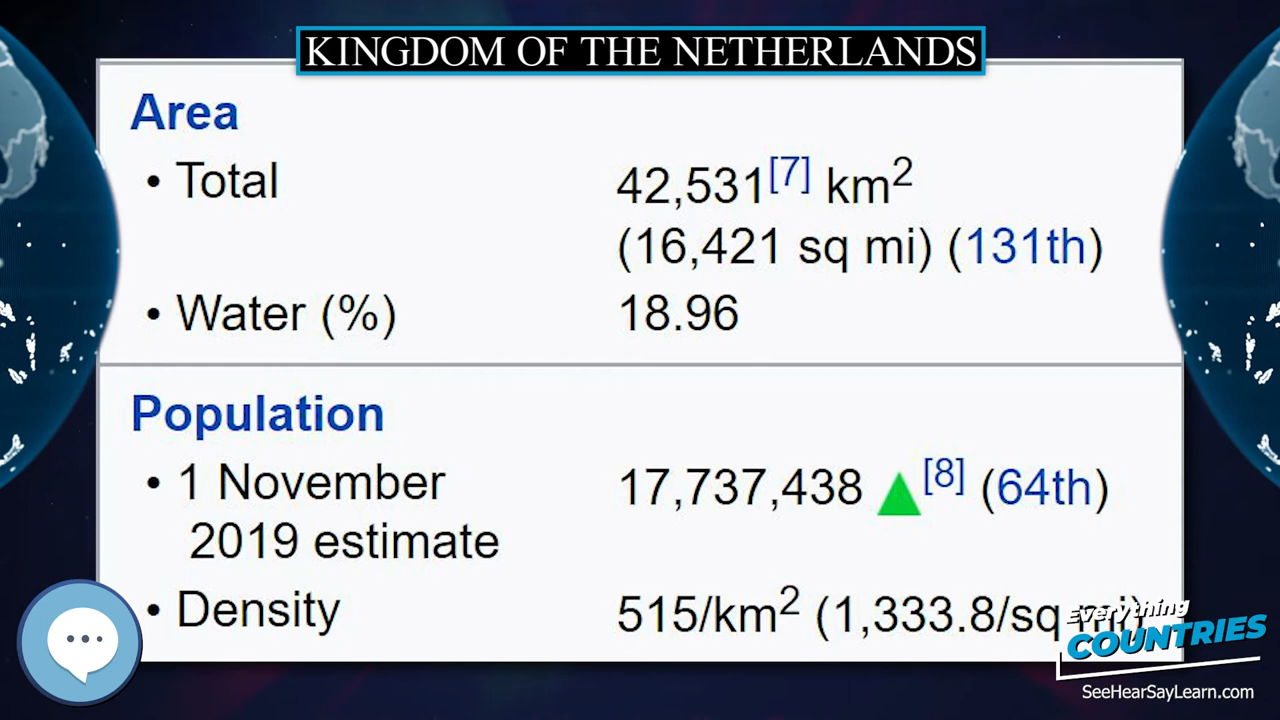 KINGDOM OF THE NETHERLANDS
Area
• Total 42,531[7] km²
(16,421 sq mi) (131th)
• Water (%) 18.96
Population
• 1 November 17,737,438 ▲[8] (64th)
2019 estimate
• Density 515/km² (1,333.8/sq mi)
Everything
COUNTRIES
SeeHearSayLearn.com